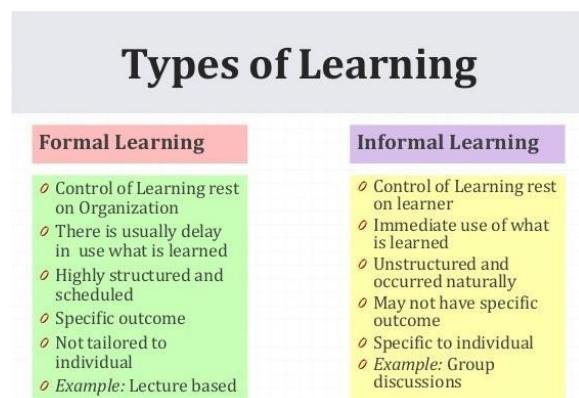 Types of Learning
Formal Learning
Control of Learning rest
on Organization
There is usually delay
in use what is learned
Highly structured and
scheduled
Specific outcome
Not tailored to
individual
Example: Lecture based
Informal Learning
Control of Learning rest
on learner
Immediate use of what
is learned
Unstructured and
occurred naturally
May not have specific
outcome
Specific to individual
Example: Group
discussions